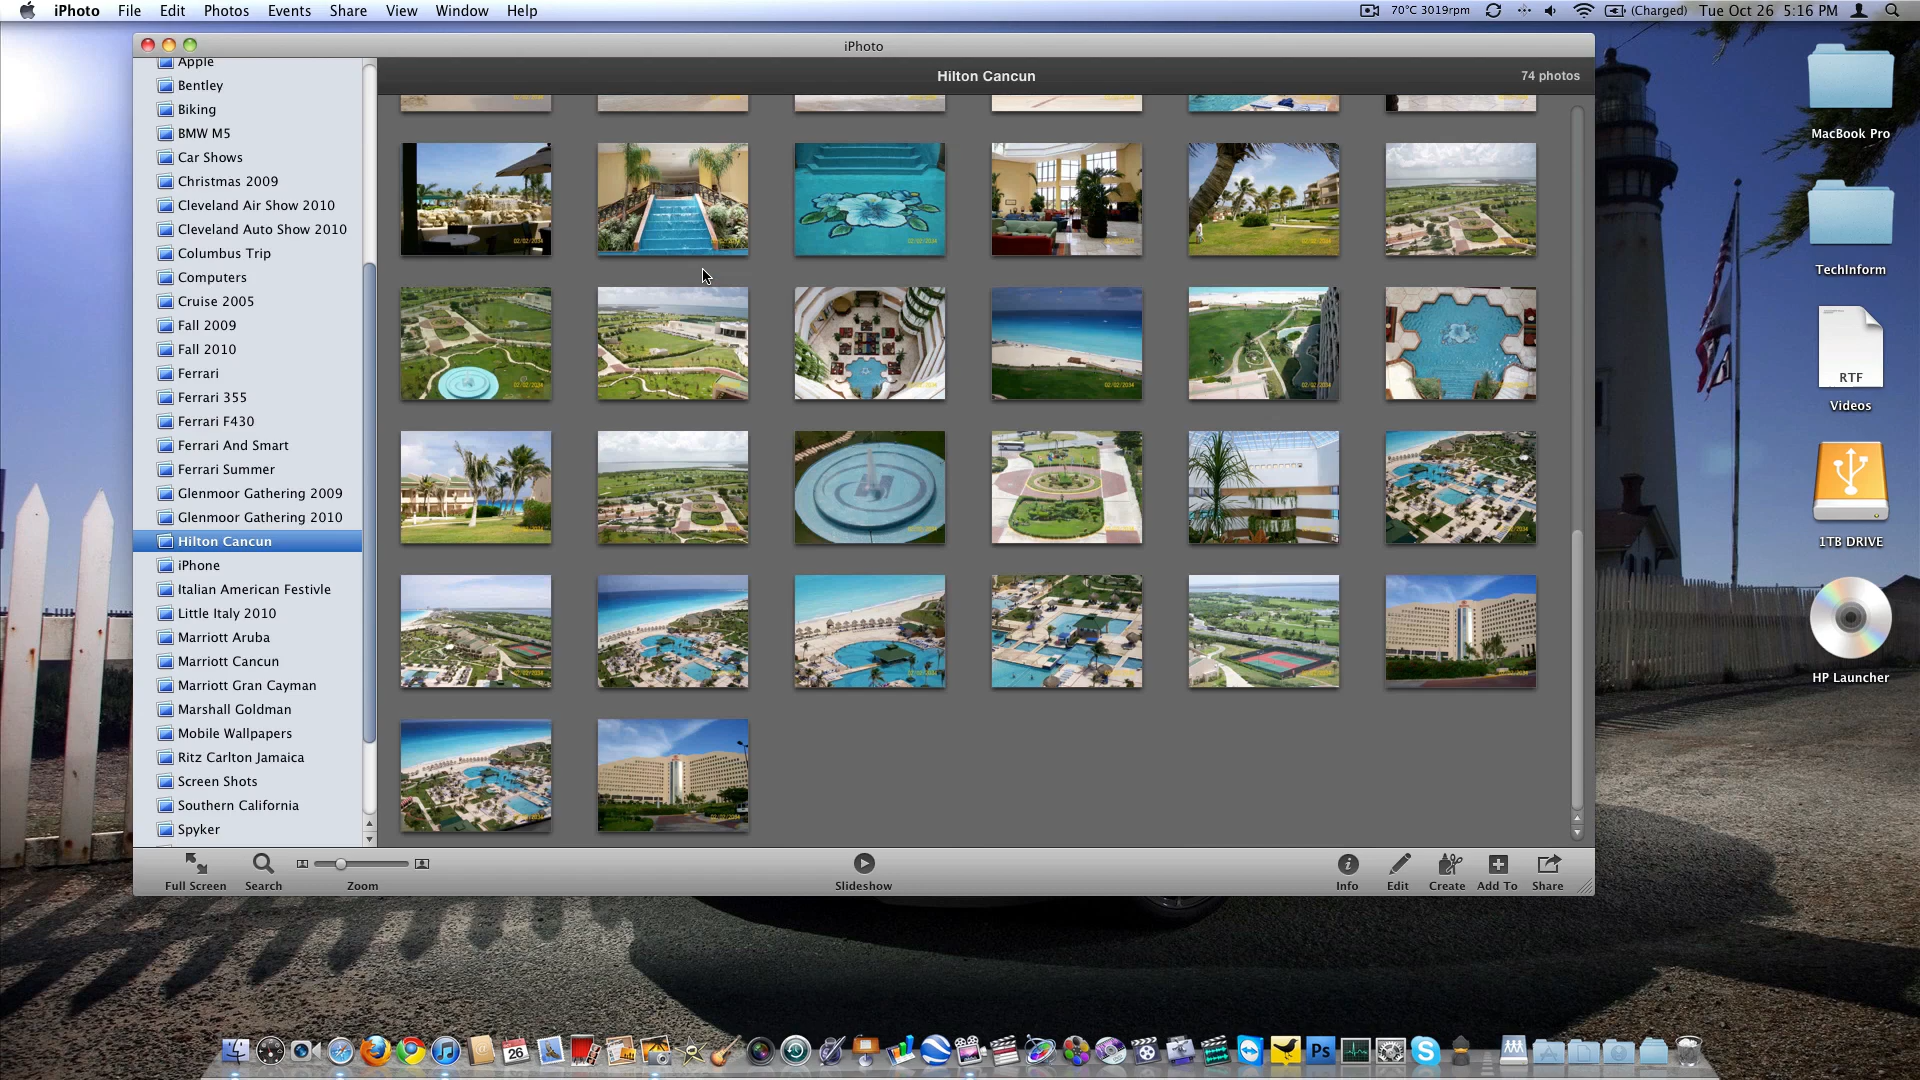 iPhoto File Edit Photos Events Share View Window Help
70°C 3019rpm (Charged) Tue Oct 26 5:16 PM
iPhoto
Hilton Cancun
74 photos
Apple
Bentley
Biking
BMW M5
Car Shows
Christmas 2009
Cleveland Air Show 2010
Cleveland Auto Show 2010
Columbus Trip
Computers
Cruise 2005
Fall 2009
Fall 2010
Ferrari
Ferrari 355
Ferrari F430
Ferrari And Smart
Ferrari Summer
Glenmoor Gathering 2009
Glenmoor Gathering 2010
Hilton Cancun
iPhone
Italian American Festivle
Little Italy 2010
Marriott Aruba
Marriott Cancun
Marriott Gran Cayman
Marshall Goldman
Mobile Wallpapers
Ritz Carlton Jamaica
Screen Shots
Southern California
Spyker
Full Screen
Search
Zoom
Slideshow
Info
Edit
Create
Add To
Share
MacBook Pro
TechInform
RTF
Videos
1TB DRIVE
HP Launcher
26
Ps